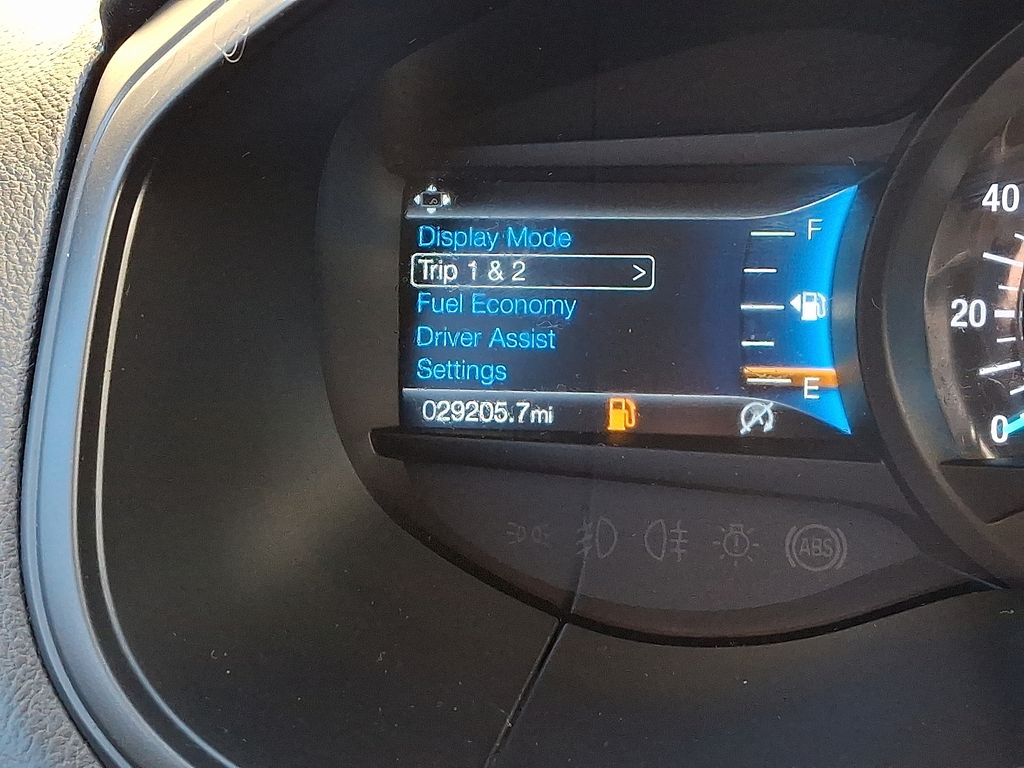 Display Mode
Trip 1 & 2 >
Fuel Economy
Driver Assist
Settings
029205.7mi
F
E
40
20
0
ABS